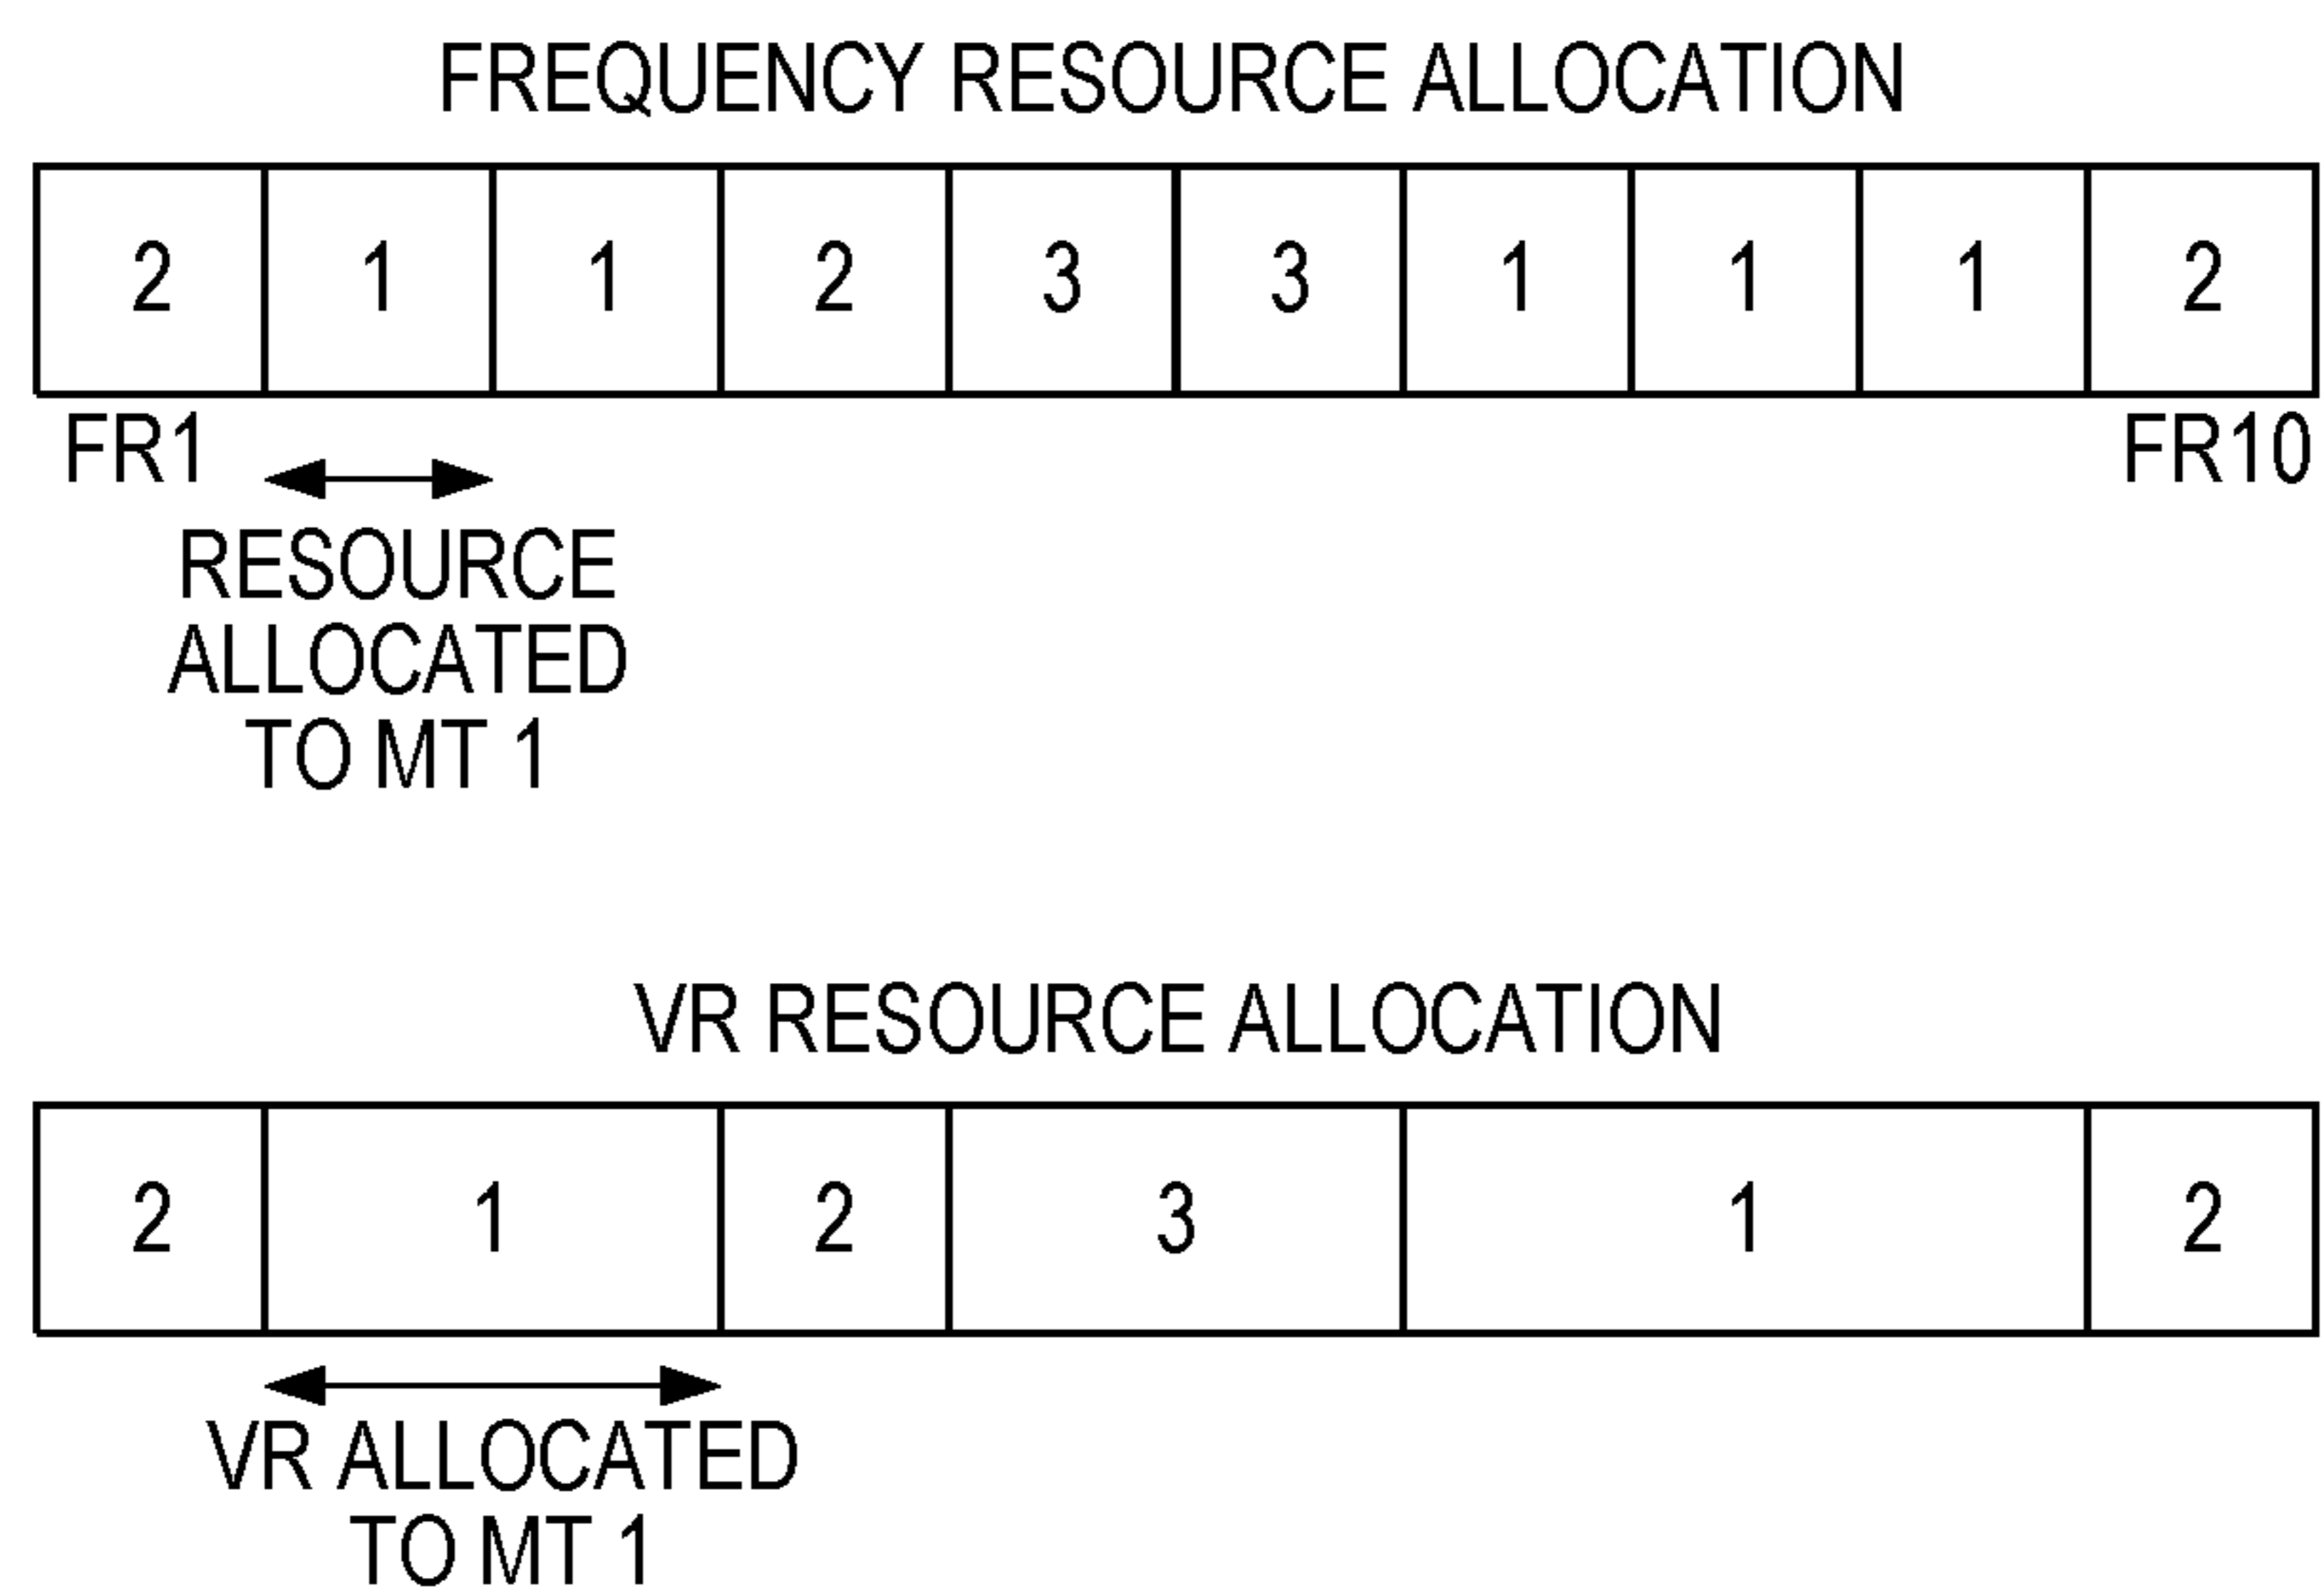 FREQUENCY RESOURCE ALLOCATION
2 1 1 2 3 3 1 1 1 2
FR1 FR10
RESOURCE
ALLOCATED
TO MT 1
VR RESOURCE ALLOCATION
2 1 2 3 1 2
VR ALLOCATED
TO MT 1